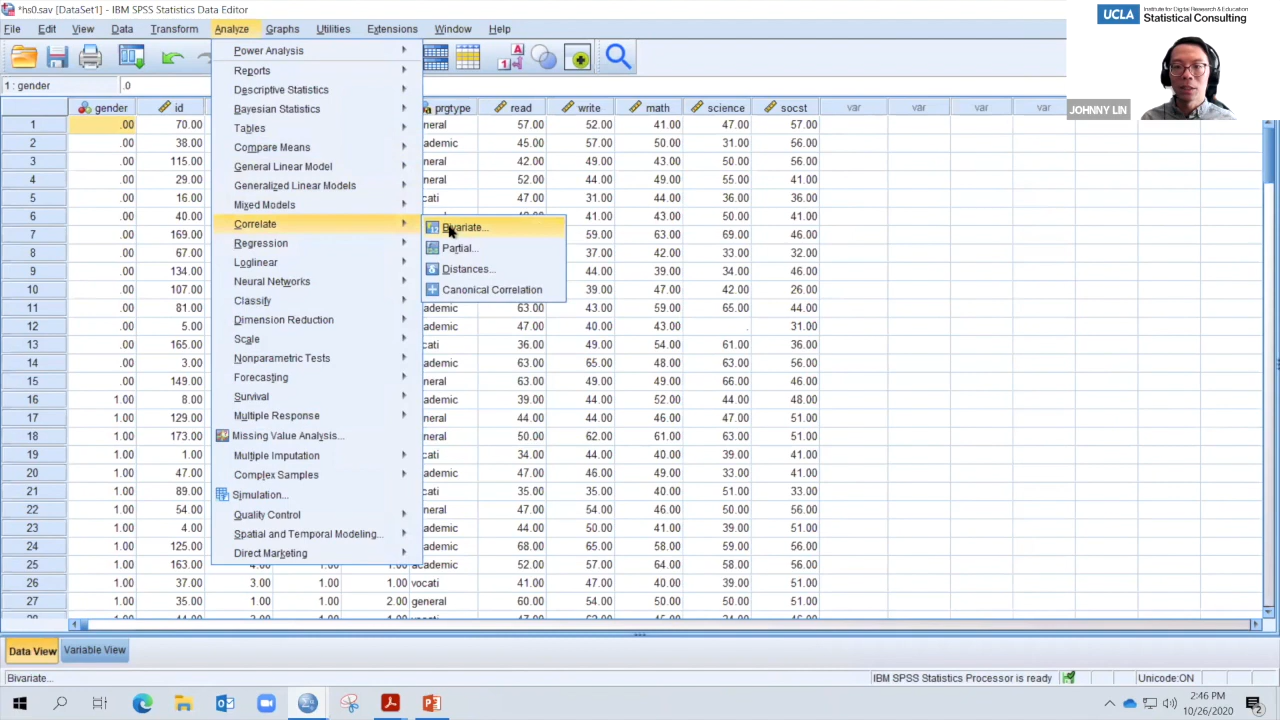 *hs0.sav [DataSet1] - IBM SPSS Statistics Data Editor
File Edit View Data Transform Analyze Graphs Utilities Extensions Window Help
UCLA Institute for Digital Research & Education
Statistical Consulting
JOHNNY LIN
1 : gender .0
gender id prgtype read write math science socst var var var var
Power Analysis
Reports
Descriptive Statistics
Bayesian Statistics
Tables
Compare Means
General Linear Model
Generalized Linear Models
Mixed Models
Correlate
Regression
Loglinear
Neural Networks
Classify
Dimension Reduction
Scale
Nonparametric Tests
Forecasting
Survival
Multiple Response
Missing Value Analysis...
Multiple Imputation
Complex Samples
Simulation...
Quality Control
Spatial and Temporal Modeling...
Direct Marketing
Bivariate...
Partial...
Distances...
Canonical Correlation
1 .00 70.00 neral 57.00 52.00 41.00 47.00 57.00
2 .00 38.00 ademic 45.00 57.00 50.00 31.00 56.00
3 .00 115.00 neral 42.00 49.00 43.00 50.00 56.00
4 .00 29.00 neral 52.00 44.00 49.00 55.00 41.00
5 .00 16.00 cati 47.00 31.00 44.00 36.00 36.00
6 .00 40.00 41.00 43.00 50.00 41.00
7 .00 169.00 59.00 63.00 69.00 46.00
8 .00 67.00 37.00 42.00 33.00 32.00
9 .00 134.00 44.00 39.00 34.00 46.00
10 .00 107.00 39.00 47.00 42.00 26.00
11 .00 81.00 ademic 63.00 43.00 59.00 65.00 44.00
12 .00 5.00 ademic 47.00 40.00 43.00 . 31.00
13 .00 165.00 cati 36.00 49.00 54.00 61.00 36.00
14 .00 3.00 ademic 63.00 65.00 48.00 63.00 56.00
15 .00 149.00 neral 63.00 49.00 49.00 66.00 46.00
16 1.00 8.00 ademic 39.00 44.00 52.00 44.00 48.00
17 1.00 129.00 neral 44.00 44.00 46.00 47.00 51.00
18 1.00 173.00 neral 50.00 62.00 61.00 63.00 51.00
19 1.00 1.00 cati 34.00 44.00 40.00 39.00 41.00
20 1.00 47.00 ademic 47.00 46.00 49.00 33.00 41.00
21 1.00 89.00 cati 35.00 35.00 40.00 51.00 33.00
22 1.00 54.00 neral 47.00 54.00 46.00 50.00 56.00
23 1.00 4.00 ademic 44.00 50.00 41.00 39.00 51.00
24 1.00 125.00 ademic 68.00 65.00 58.00 59.00 56.00
25 1.00 163.00 4.00 1.00 1.00 academic 52.00 57.00 64.00 58.00 56.00
26 1.00 37.00 3.00 1.00 1.00 vocati 41.00 47.00 40.00 39.00 51.00
27 1.00 35.00 1.00 1.00 2.00 general 60.00 54.00 50.00 50.00 51.00
Data View Variable View
Bivariate... IBM SPSS Statistics Processor is ready Unicode:ON
2:46 PM
10/26/2020
2